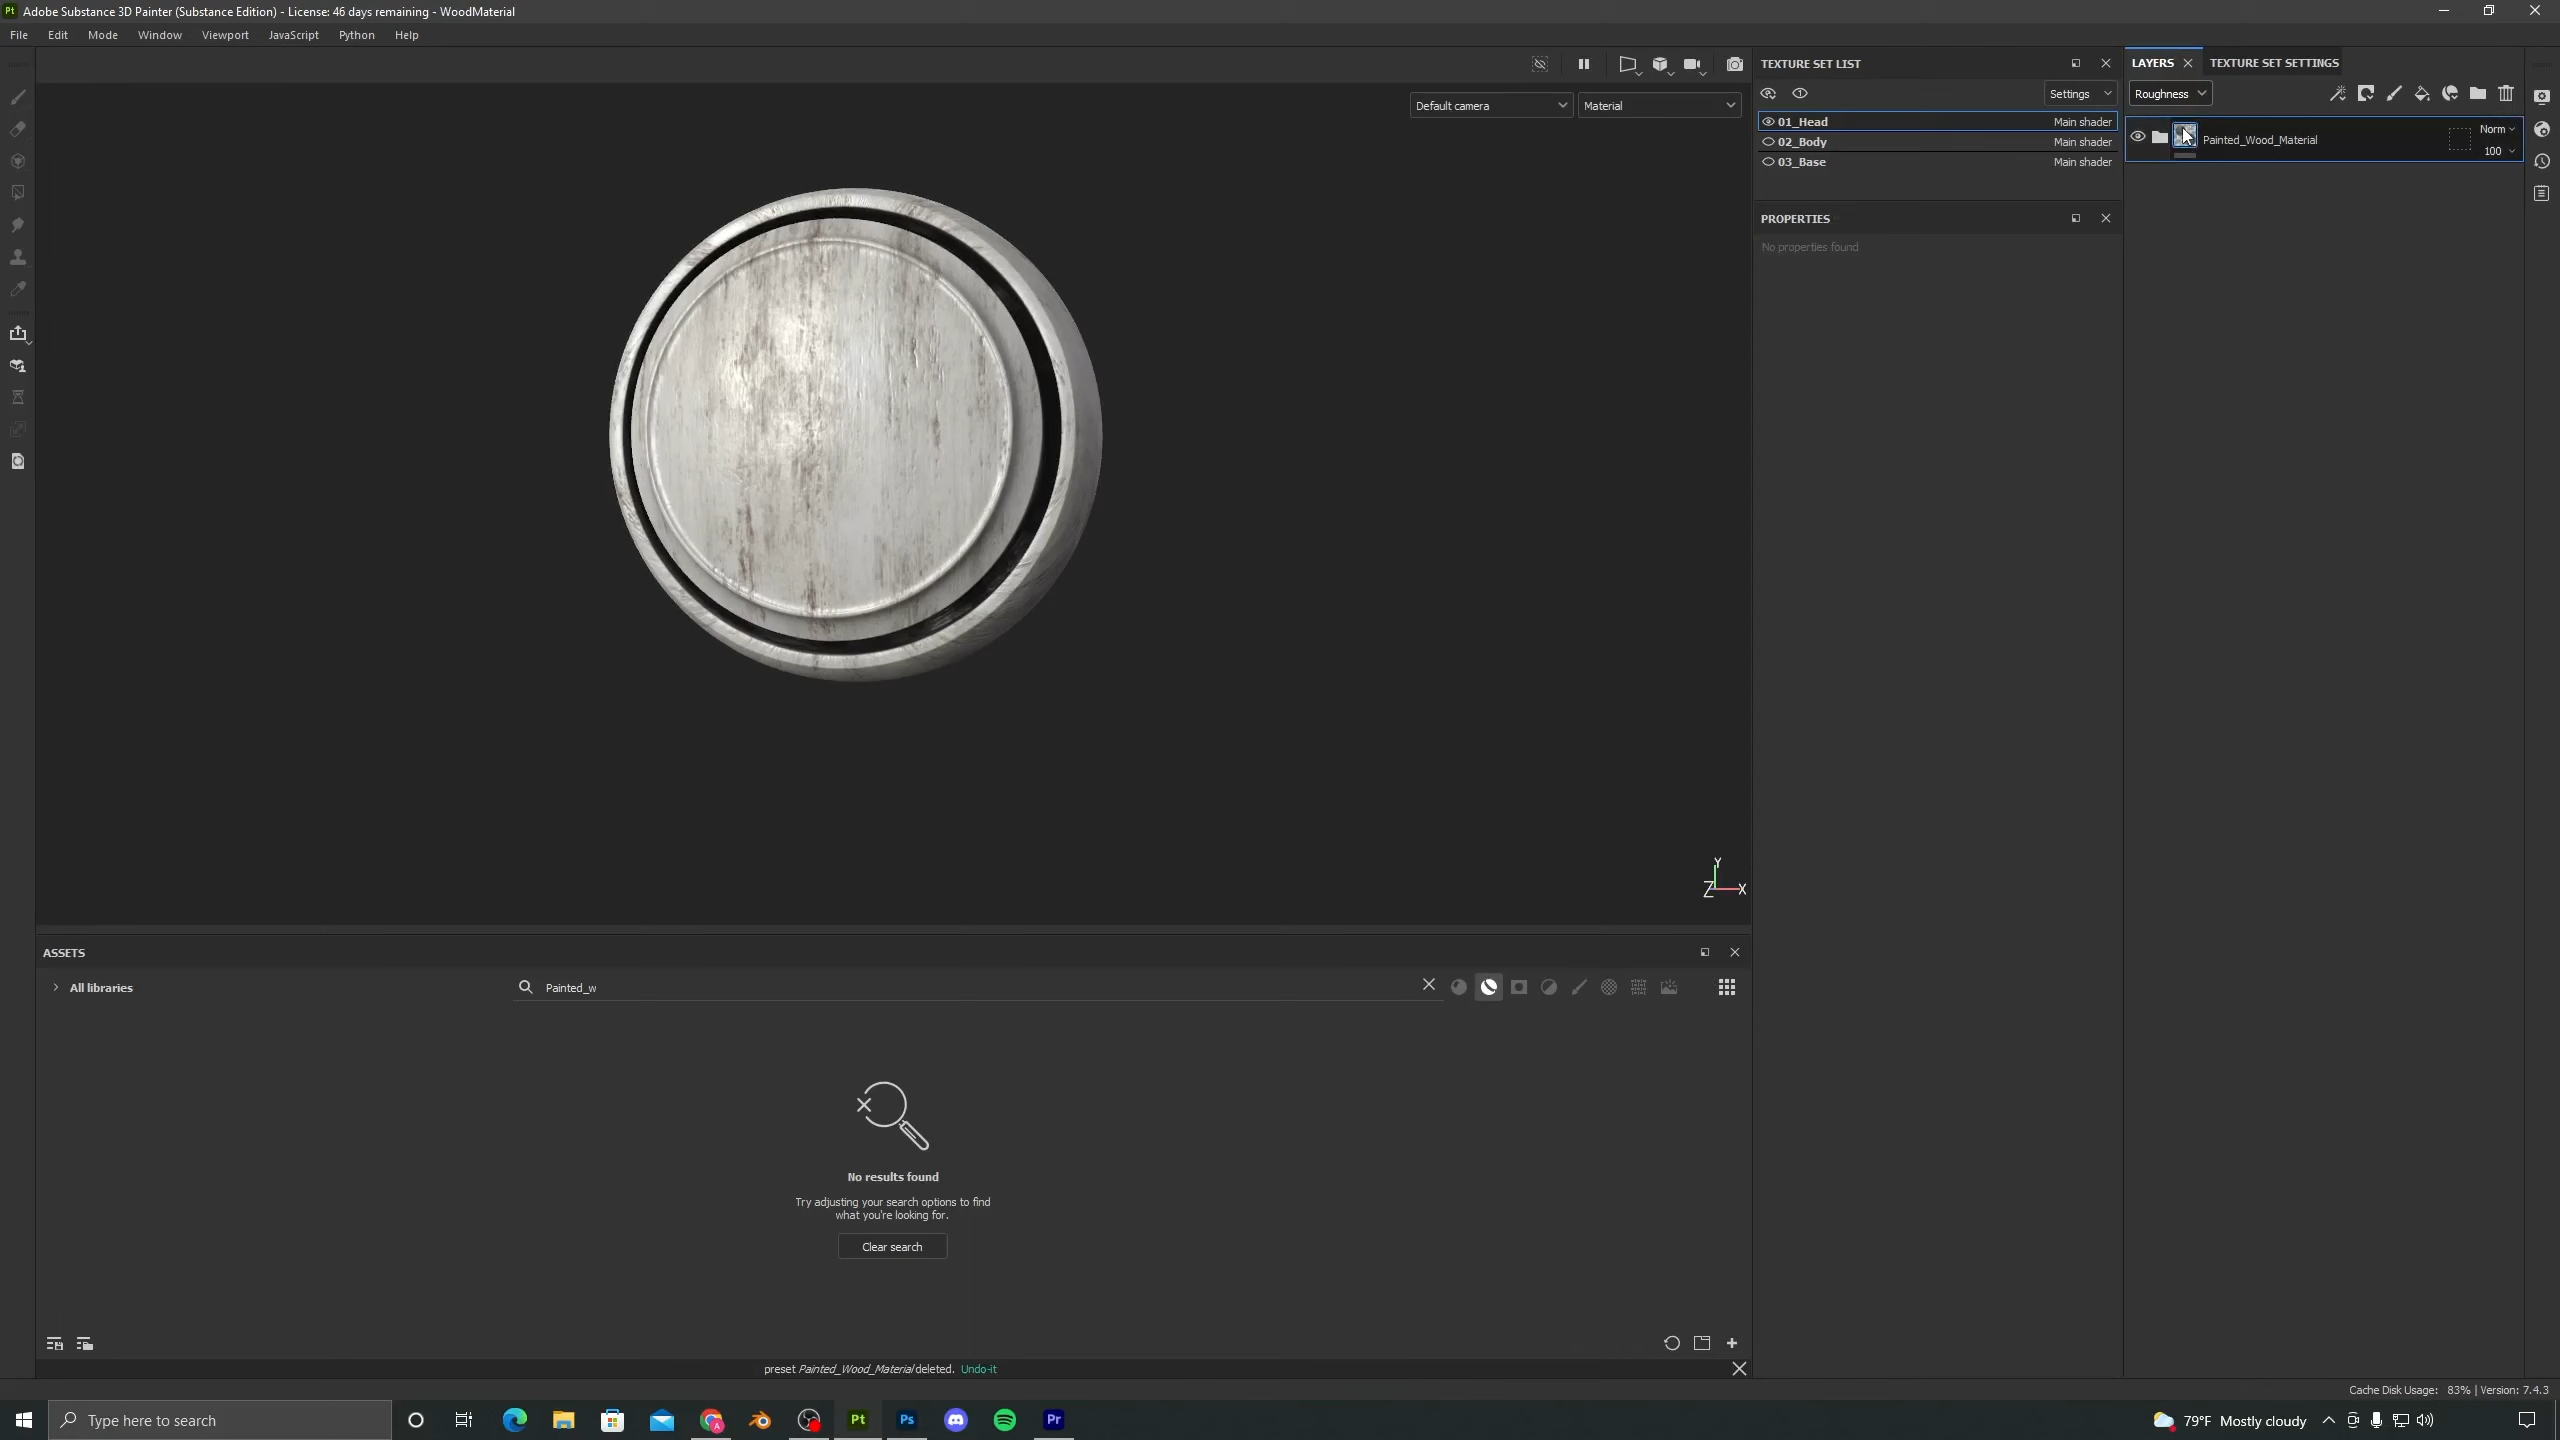 Pt Adobe Substance 3D Painter (Substance Edition) - License: 46 days remaining - WoodMaterial
File Edit Mode Window Viewport JavaScript Python Help
Default camera Material
TEXTURE SET LIST
Settings
01_Head Main shader
02_Body Main shader
03_Base Main shader
PROPERTIES
No properties found
LAYERS TEXTURE SET SETTINGS
Roughness
Painted_Wood_Material Norm
100
Y
Z X
ASSETS
All libraries
Painted_w
No results found
Try adjusting your search options to find
what you're looking for.
Clear search
preset Painted_Wood_Material deleted. Undo-it
Cache Disk Usage: 83% | Version: 7.4.3
Type here to search
A
Pt
Ps
Pr
79°F Mostly cloudy